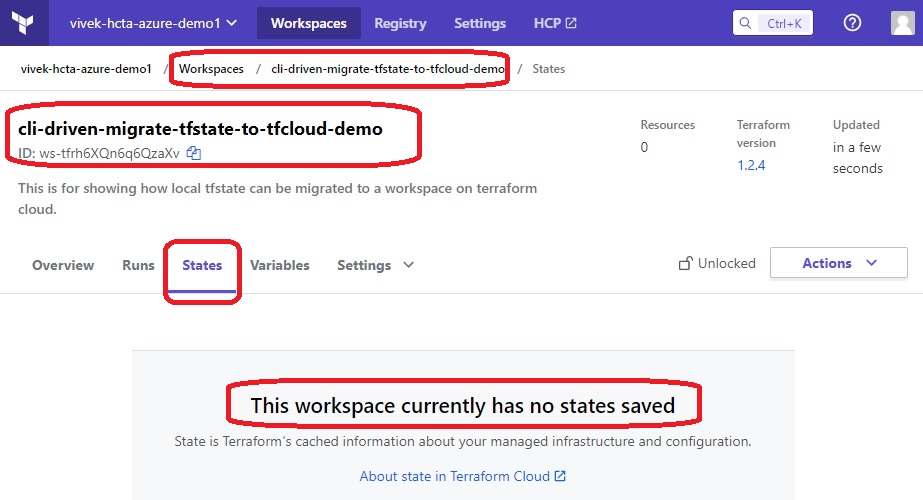 vivek-hcta-azure-demo1 Workspaces Registry Settings HCP Ctrl+K
vivek-hcta-azure-demo1 / Workspaces / cli-driven-migrate-tfstate-to-tfcloud-demo / States
cli-driven-migrate-tfstate-to-tfcloud-demo
ID: ws-tfrh6XQn6q6QzaXv
This is for showing how local tfstate can be migrated to a workspace on terraform
cloud.
Resources
0
Terraform
version
1.2.4
Updated
in a few
seconds
Overview Runs States Variables Settings Unlocked Actions
This workspace currently has no states saved
State is Terraform's cached information about your managed infrastructure and configuration.
About state in Terraform Cloud